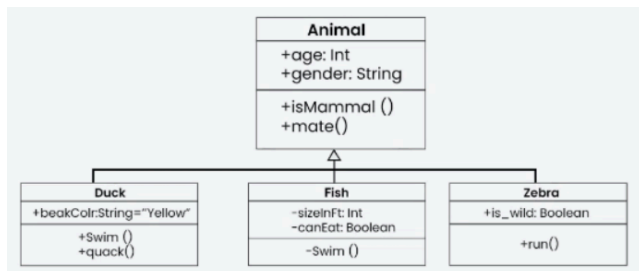 Animal
+age: Int
+gender: String
+isMammal ()
+mate()
Duck
+beakColr:String="Yellow"
+Swim ()
+quack()
Fish
-sizeInFt: Int
-canEat: Boolean
-Swim ()
Zebra
+is_wild: Boolean
+run()